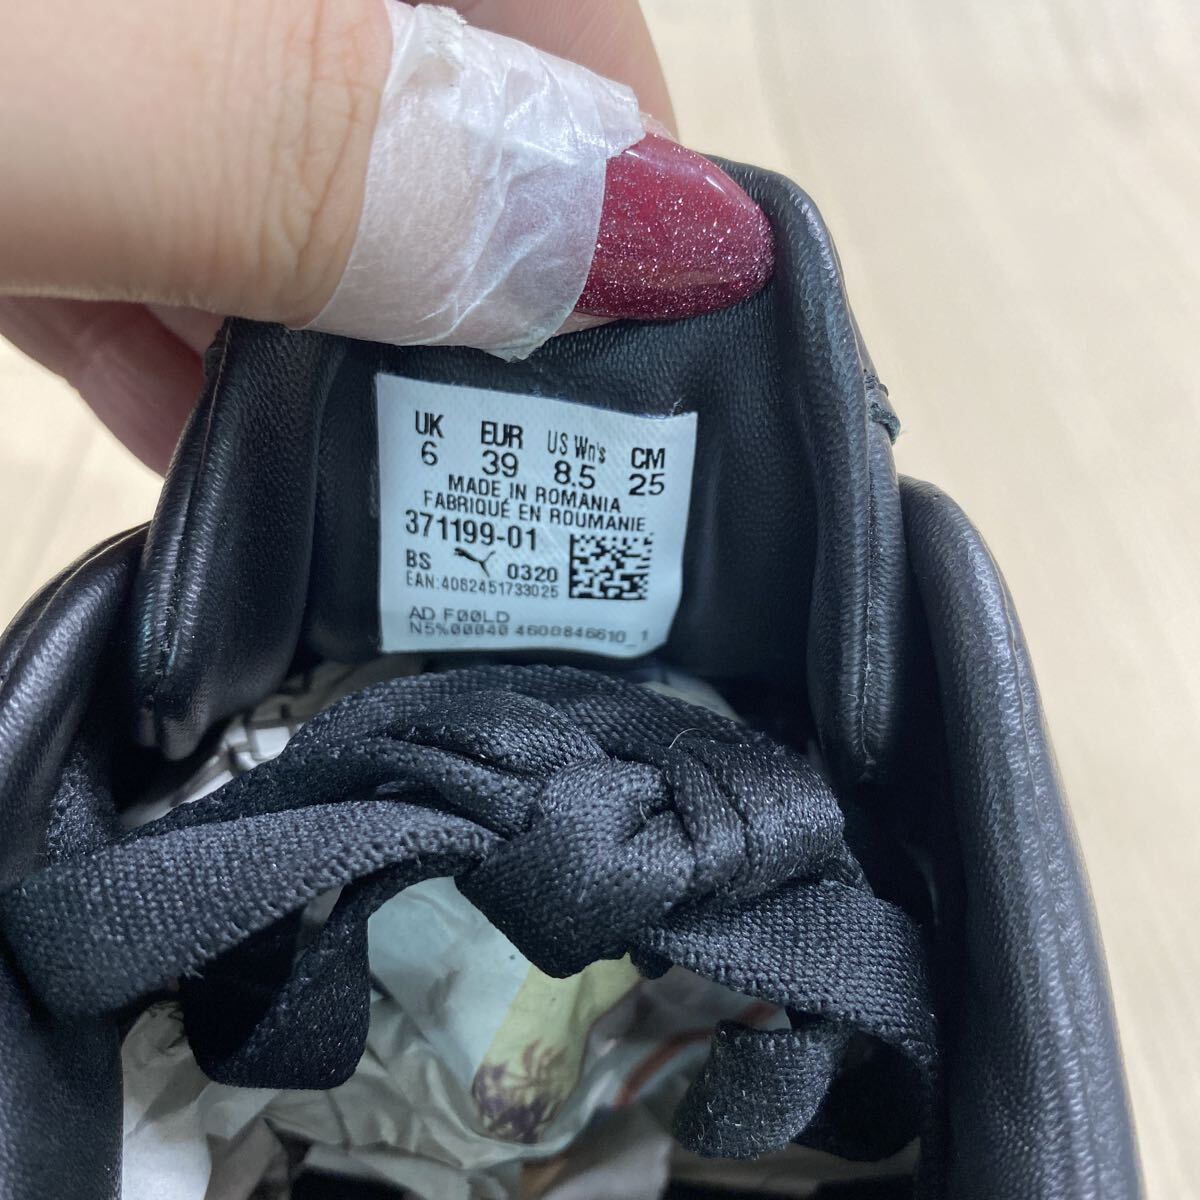 UK EUR US Wn's CM
6 39 8.5 25
MADE IN ROMANIA
FABRIQUÉ EN ROUMANIE
371199-01
BS 0320
EAN:4062451733025
AD F00LD
N5%00040 4600846610_1